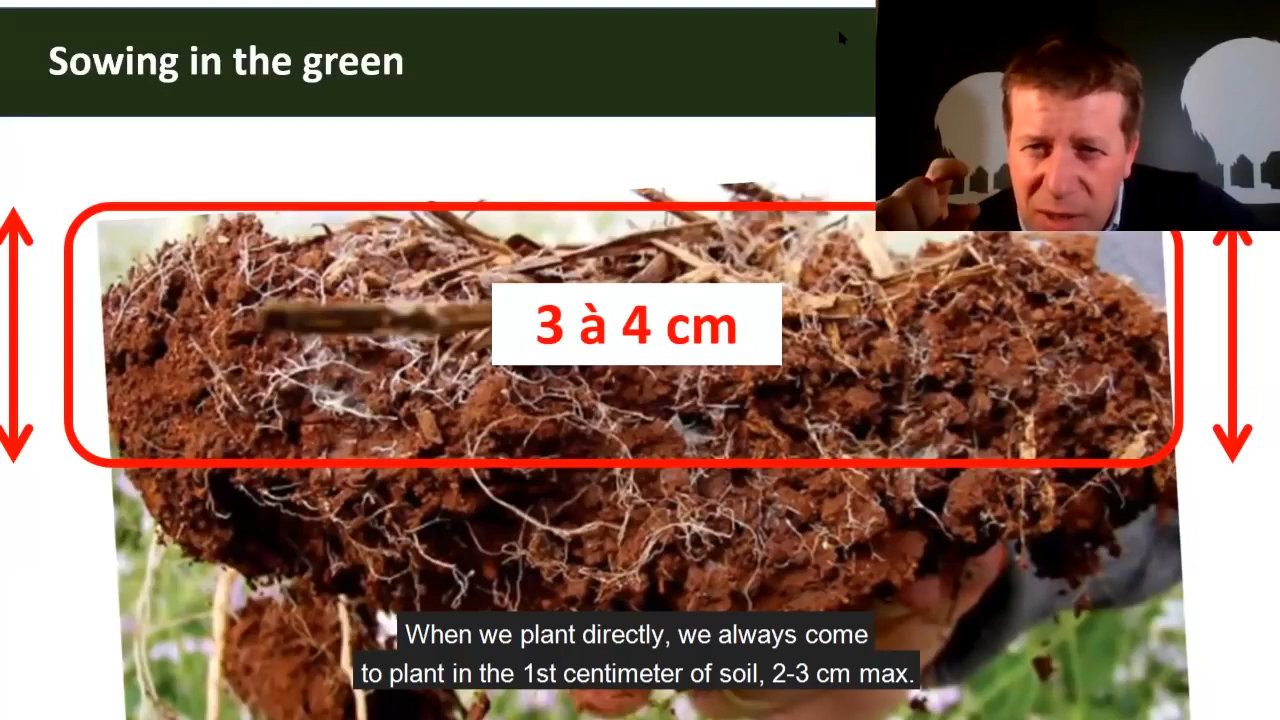 Sowing in the green
3 à 4 cm
When we plant directly, we always come
to plant in the 1st centimeter of soil, 2-3 cm max.